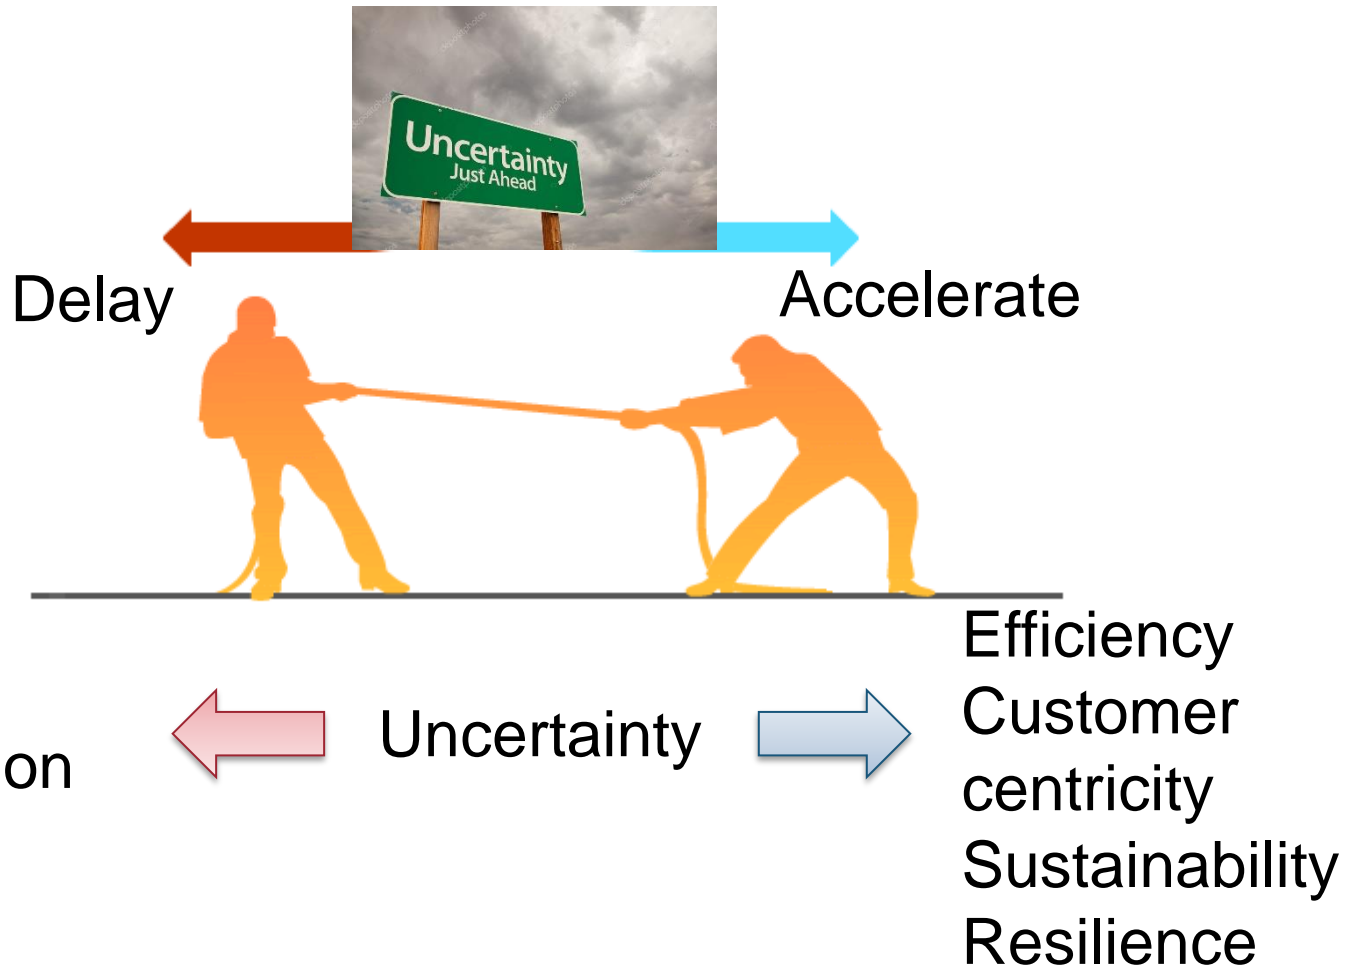 Uncertainty
Just Ahead
Delay
Accelerate
on
Uncertainty
Efficiency
Customer
centricity
Sustainability
Resilience